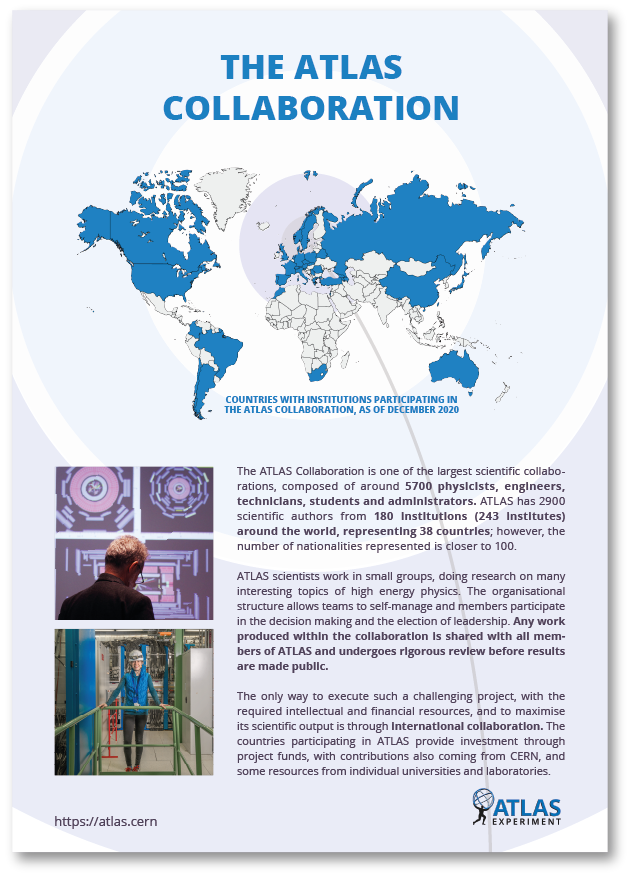 THE ATLAS
COLLABORATION
COUNTRIES WITH INSTITUTIONS PARTICIPATING IN
THE ATLAS COLLABORATION, AS OF DECEMBER 2020
The ATLAS Collaboration is one of the largest scientific collabo-
rations, composed of around 5700 physicists, engineers,
technicians, students and administrators. ATLAS has 2900
scientific authors from 180 institutions (243 institutes)
around the world, representing 38 countries; however, the
number of nationalities represented is closer to 100.
ATLAS scientists work in small groups, doing research on many
interesting topics of high energy physics. The organisational
structure allows teams to self-manage and members participate
in the decision making and the election of leadership. Any work
produced within the collaboration is shared with all mem-
bers of ATLAS and undergoes rigorous review before results
are made public.
The only way to execute such a challenging project, with the
required intellectual and financial resources, and to maximise
its scientific output is through international collaboration. The
countries participating in ATLAS provide investment through
project funds, with contributions also coming from CERN, and
some resources from individual universities and laboratories.
https://atlas.cern
ATLAS
EXPERIMENT